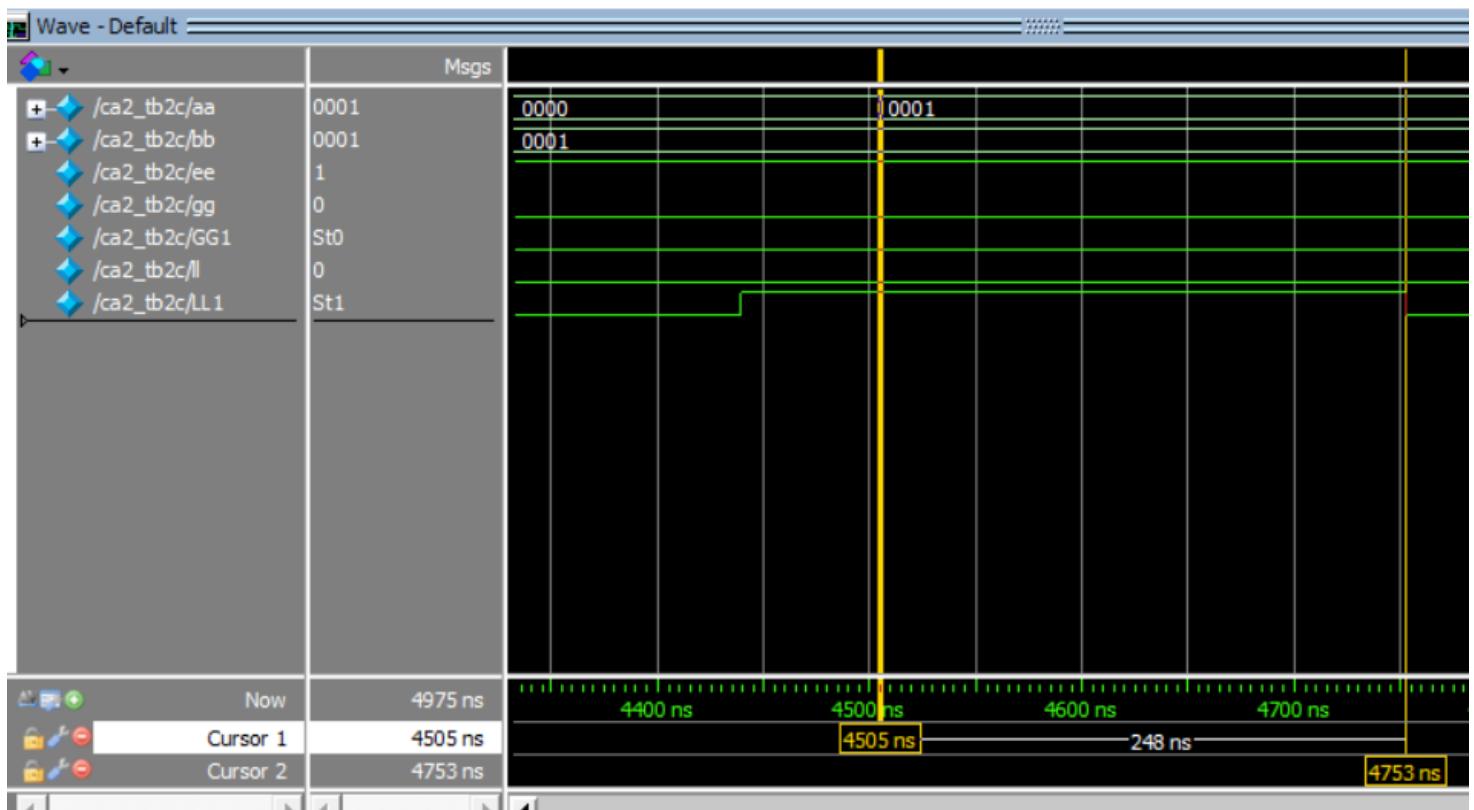 Wave - Default
Msgs
/ca2_tb2c/aa 0001 0000 0001
/ca2_tb2c/bb 0001 0001
/ca2_tb2c/ee 1
/ca2_tb2c/gg 0
/ca2_tb2c/GG1 St0
/ca2_tb2c/ll 0
/ca2_tb2c/LL1 St1
Now 4975 ns 4400 ns 4500 ns 4600 ns 4700 ns
Cursor 1 4505 ns 4505 ns 248 ns
Cursor 2 4753 ns 4753 ns